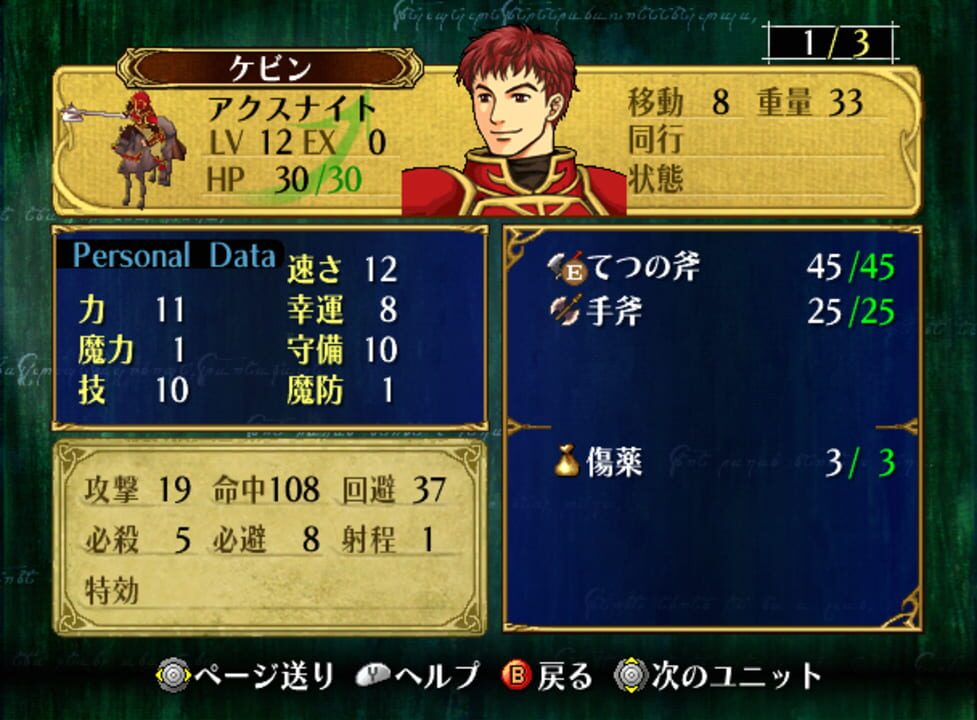 1/3
ケビン
アクスナイト
LV 12 EX 0
HP 30/30
移動 8 重量 33
同行
状態
Personal Data
速さ 12
力 11 幸運 8
魔力 1 守備 10
技 10 魔防 1
E てつの斧 45/45
手斧 25/25
傷薬 3/3
攻撃 19 命中 108 回避 37
必殺 5 必避 8 射程 1
特効
ページ送り Y ヘルプ B 戻る 次のユニット